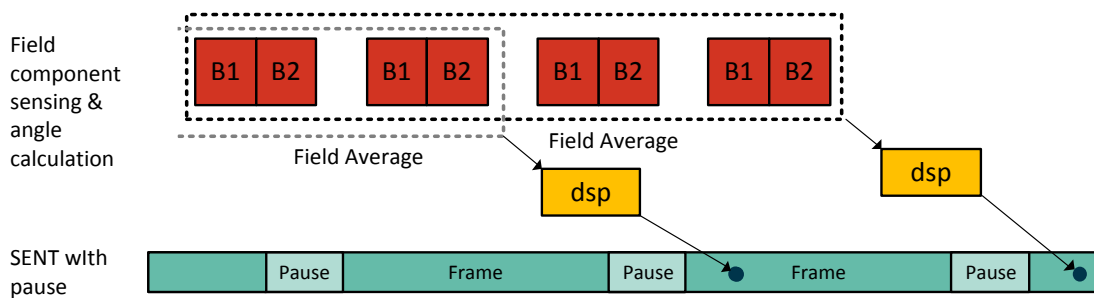 Field
component
sensing &
angle
calculation
B1 B2 B1 B2 B1 B2 B1 B2
Field Average
Field Average
dsp
dsp
SENT wIth
pause
Pause Frame Pause Frame Pause